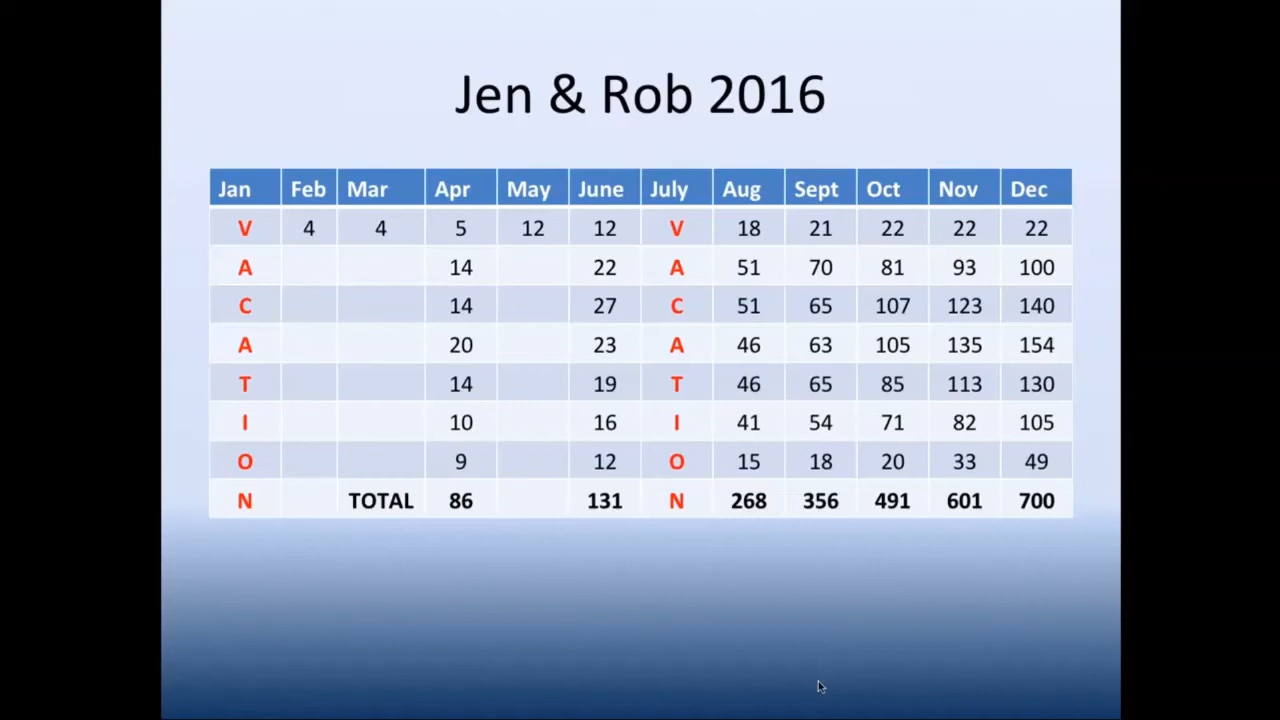 Jen & Rob 2016
Jan Feb Mar Apr May June July Aug Sept Oct Nov Dec
V 4 4 5 12 12 V 18 21 22 22 22
A 14 22 A 51 70 81 93 100
C 14 27 C 51 65 107 123 140
A 20 23 A 46 63 105 135 154
T 14 19 T 46 65 85 113 130
I 10 16 I 41 54 71 82 105
O 9 12 O 15 18 20 33 49
N TOTAL 86 131 N 268 356 491 601 700